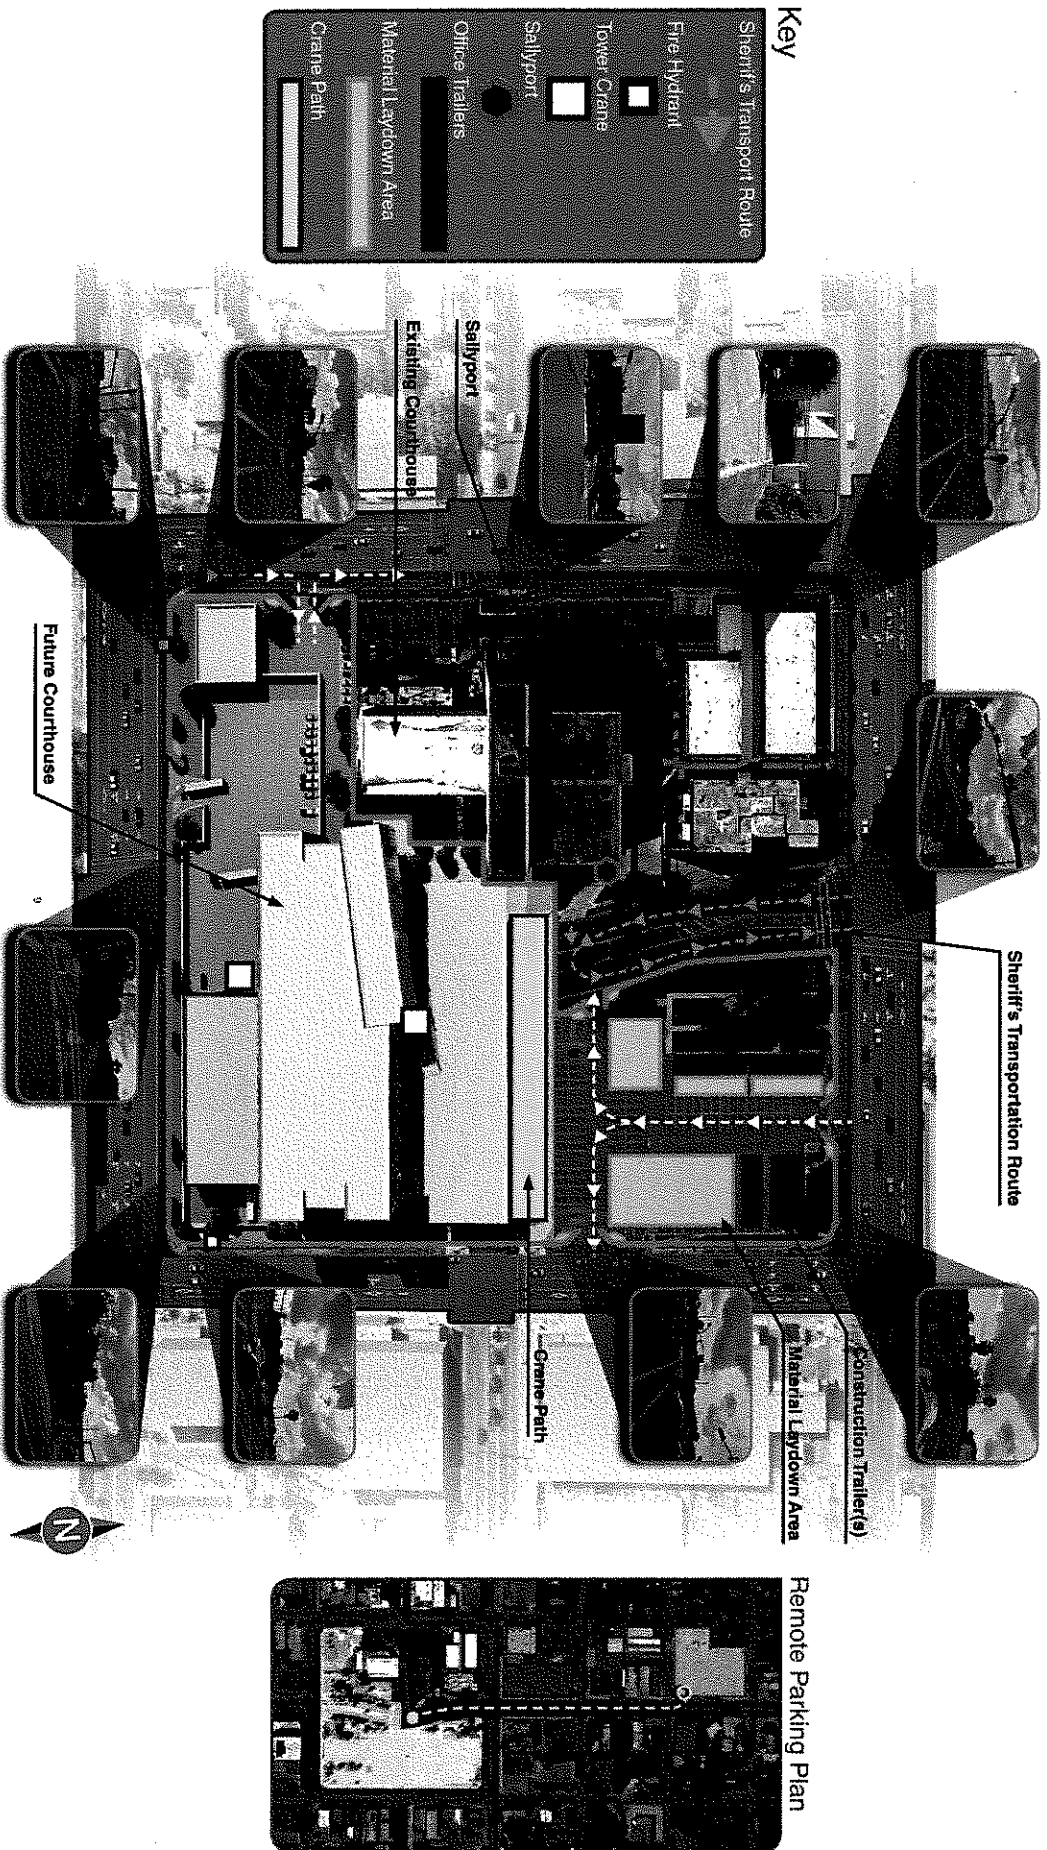 Key
Sheriff's Transport Route
Fire Hydrant
Tower Crane
Sallyport
Office Trailers
Material Laydown Area
Crane Path
Sallyport
Existing Courthouse
Future Courthouse
Sheriff's Transportation Route
Construction Trailer(s)
Material Laydown Area
Crane Path
N
Remote Parking Plan